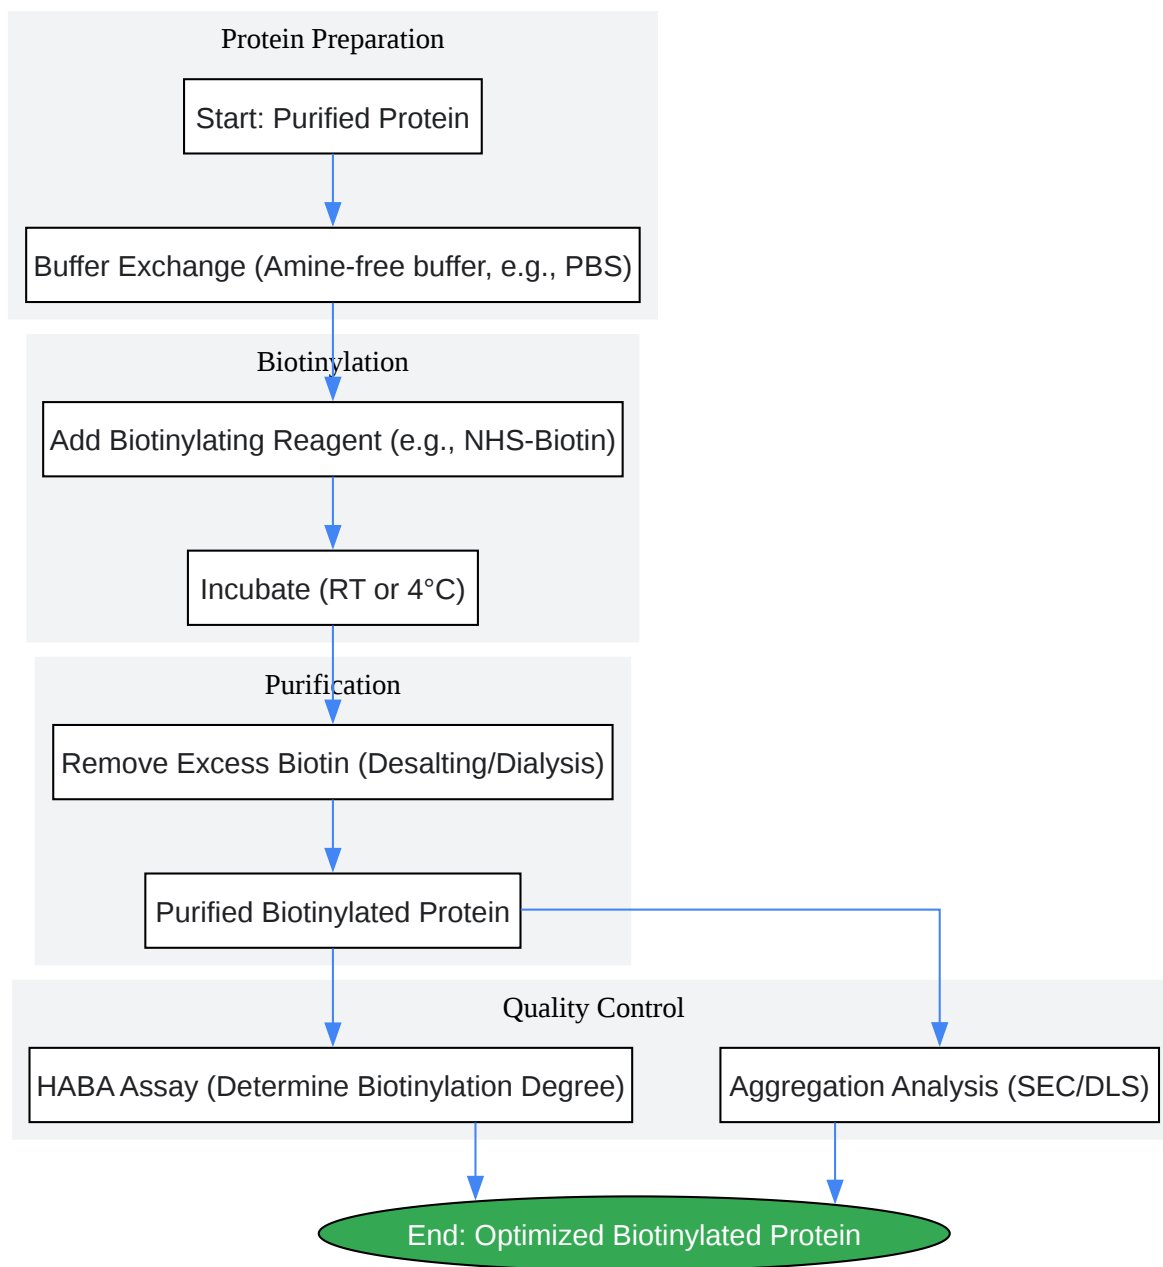 Protein Preparation
Start: Purified Protein
Buffer Exchange (Amine-free buffer, e.g., PBS)
Biotinylation
Add Biotinylating Reagent (e.g., NHS-Biotin)
Incubate (RT or 4°C)
Purification
Remove Excess Biotin (Desalting/Dialysis)
Purified Biotinylated Protein
Quality Control
HABA Assay (Determine Biotinylation Degree)
Aggregation Analysis (SEC/DLS)
End: Optimized Biotinylated Protein